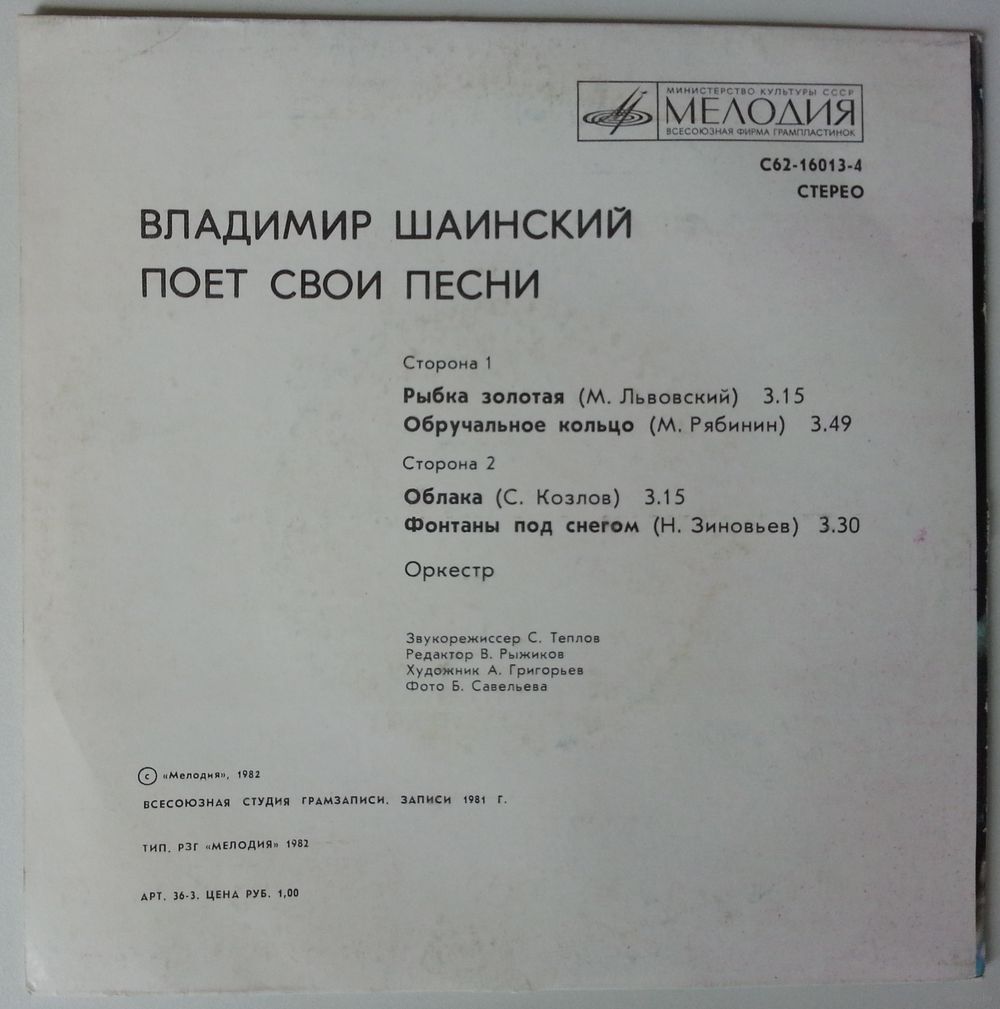 МИНИСТЕРСТВО КУЛЬТУРЫ СССР
МЕЛОДИЯ
ВСЕСОЮЗНАЯ ФИРМА ГРАМПЛАСТИНОК
С62-16013-4
СТЕРЕО
ВЛАДИМИР ШАИНСКИЙ
ПОЕТ СВОИ ПЕСНИ
Сторона 1
Рыбка золотая (М. Львовский) 3.15
Обручальное кольцо (М. Рябинин) 3.49
Сторона 2
Облака (С. Козлов) 3.15
Фонтаны под снегом (Н. Зиновьев) 3.30
Оркестр
Звукорежиссер С. Теплов
Редактор В. Рыжиков
Художник А. Григорьев
Фото Б. Савельева
© «Мелодия», 1982
ВСЕСОЮЗНАЯ СТУДИЯ ГРАМЗАПИСИ. ЗАПИСИ 1981 Г.
ТИП. РЗГ «МЕЛОДИЯ» 1982
АРТ. 36-3. ЦЕНА РУБ. 1,00